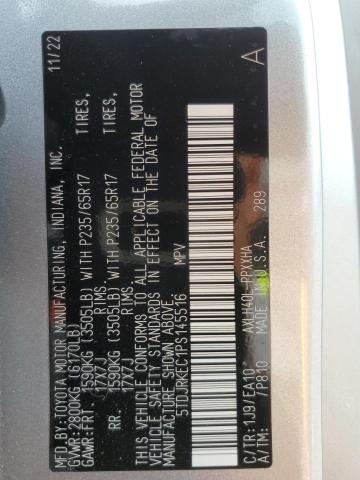 MFD.BY:TOYOTA MOTOR MANUFACTURING, INDIANA, INC. 11/22
GVWR:2800KG (6170LB)
GAWR:FRT. 1590KG (3505LB) WITH P235/65R17 TIRES,
17X7J RIMS
RR. 1590KG (3505LB) WITH P235/65R17 TIRES,
17X7J RIMS
THIS VEHICLE CONFORMS TO ALL APPLICABLE FEDERAL MOTOR
VEHICLE SAFETY STANDARDS IN EFFECT ON THE DATE OF
MANUFACTURE SHOWN ABOVE.
5TDJRKEC1PS145516 MPV
C/TR: 1J9/EA10 AXLH40L-PPXXHA A
A/TM: /P810 MADE IN U.S.A. 289